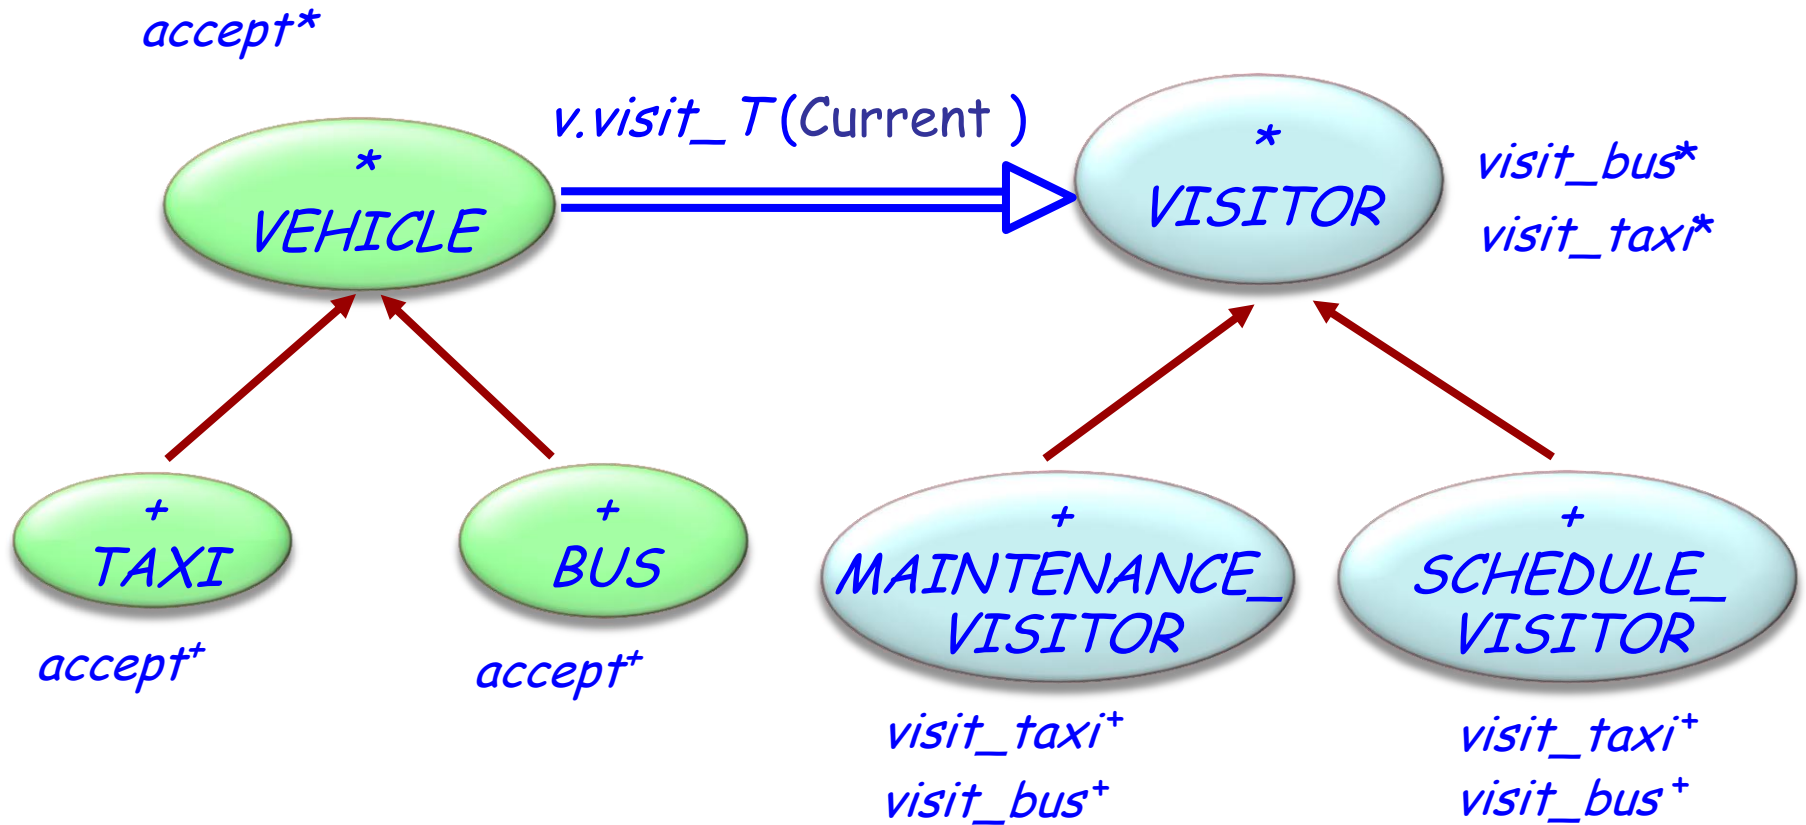 accept*
v.visit_T(Current )
*
VEHICLE
*
VISITOR
visit_bus*
visit_taxi*
+
TAXI
accept+
+
BUS
accept+
+
MAINTENANCE_
VISITOR
visit_taxi+
visit_bus+
+
SCHEDULE_
VISITOR
visit_taxi+
visit_bus+